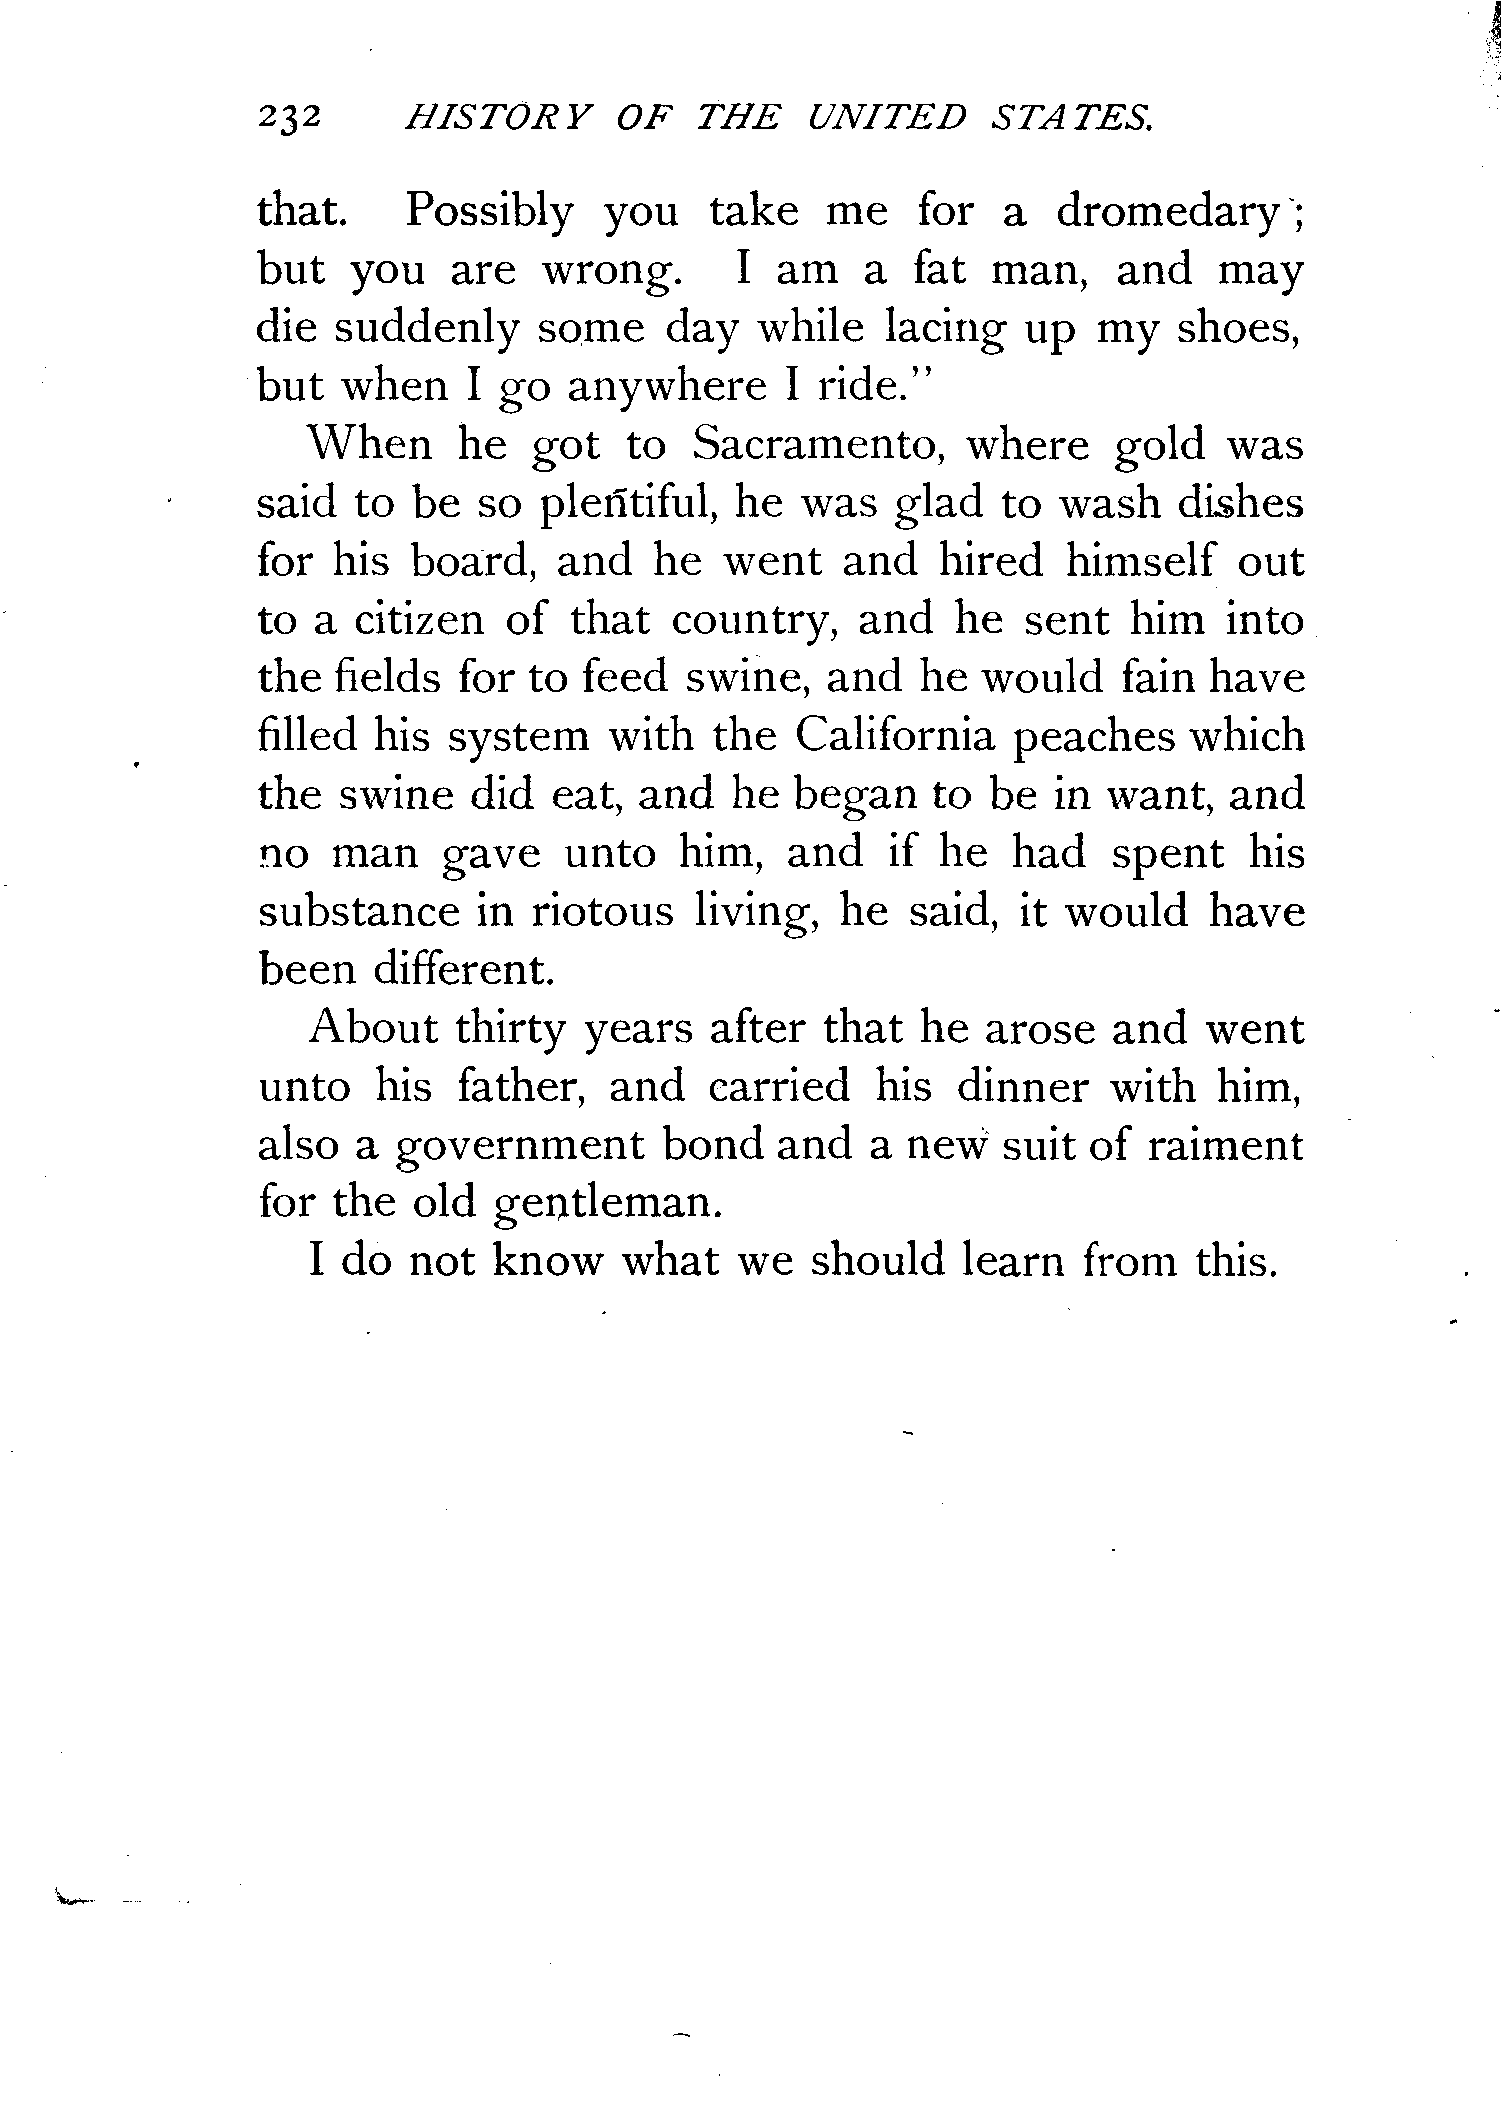 232 HISTORY OF THE UNITED STATES.
that. Possibly you take me for a dromedary;
but you are wrong. I am a fat man, and may
die suddenly some day while lacing up my shoes,
but when I go anywhere I ride."
When he got to Sacramento, where gold was
said to be so plentiful, he was glad to wash dishes
for his board, and he went and hired himself out
to a citizen of that country, and he sent him into
the fields for to feed swine, and he would fain have
filled his system with the California peaches which
the swine did eat, and he began to be in want, and
no man gave unto him, and if he had spent his
substance in riotous living, he said, it would have
been different.
About thirty years after that he arose and went
unto his father, and carried his dinner with him,
also a government bond and a new suit of raiment
for the old gentleman.
I do not know what we should learn from this.